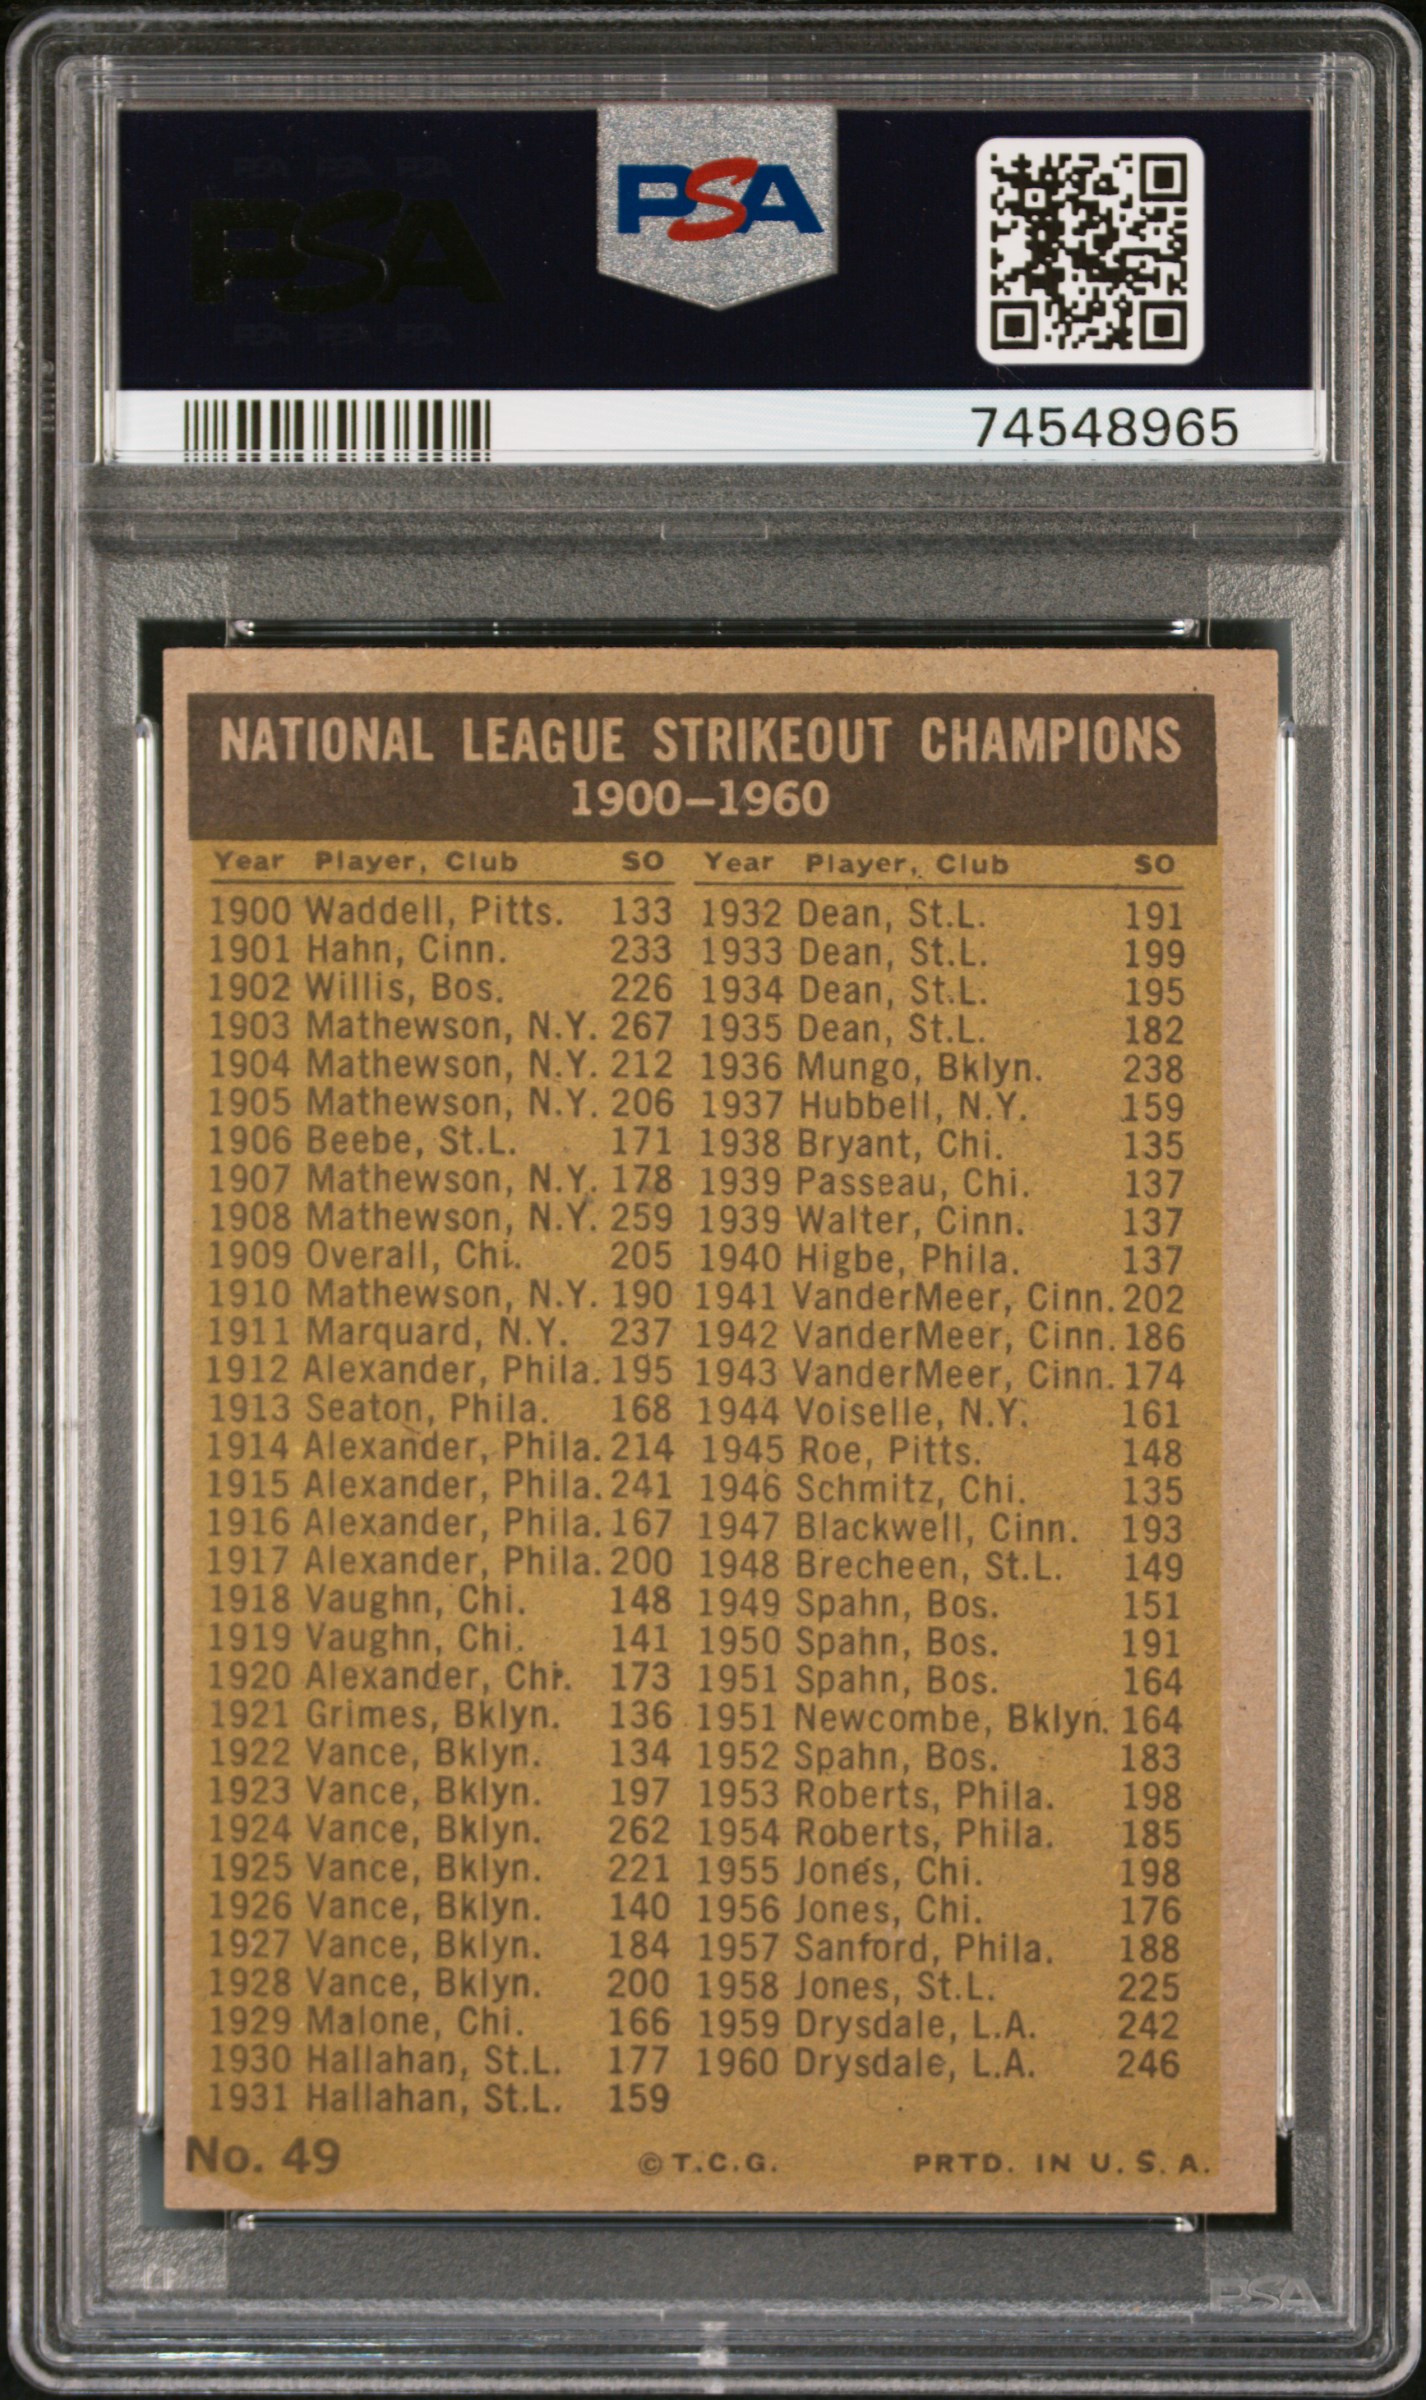 PSA PSA PSA
PSA
PSA PSA PSA
PSA
74548965
NATIONAL LEAGUE STRIKEOUT CHAMPIONS
1900–1960
Year Player, Club SO Year Player, Club SO
1900 Waddell, Pitts. 133 1932 Dean, St.L. 191
1901 Hahn, Cinn. 233 1933 Dean, St.L. 199
1902 Willis, Bos. 226 1934 Dean, St.L. 195
1903 Mathewson, N.Y. 267 1935 Dean, St.L. 182
1904 Mathewson, N.Y. 212 1936 Mungo, Bklyn. 238
1905 Mathewson, N.Y. 206 1937 Hubbell, N.Y. 159
1906 Beebe, St.L. 171 1938 Bryant, Chi. 135
1907 Mathewson, N.Y. 178 1939 Passeau, Chi. 137
1908 Mathewson, N.Y. 259 1939 Walter, Cinn. 137
1909 Overall, Chi. 205 1940 Higbe, Phila. 137
1910 Mathewson, N.Y. 190 1941 VanderMeer, Cinn. 202
1911 Marquard, N.Y. 237 1942 VanderMeer, Cinn. 186
1912 Alexander, Phila. 195 1943 VanderMeer, Cinn. 174
1913 Seaton, Phila. 168 1944 Voiselle, N.Y. 161
1914 Alexander, Phila. 214 1945 Roe, Pitts. 148
1915 Alexander, Phila. 241 1946 Schmitz, Chi. 135
1916 Alexander, Phila. 167 1947 Blackwell, Cinn. 193
1917 Alexander, Phila. 200 1948 Brecheen, St.L. 149
1918 Vaughn, Chi. 148 1949 Spahn, Bos. 151
1919 Vaughn, Chi. 141 1950 Spahn, Bos. 191
1920 Alexander, Chi. 173 1951 Spahn, Bos. 164
1921 Grimes, Bklyn. 136 1951 Newcombe, Bklyn. 164
1922 Vance, Bklyn. 134 1952 Spahn, Bos. 183
1923 Vance, Bklyn. 197 1953 Roberts, Phila. 198
1924 Vance, Bklyn. 262 1954 Roberts, Phila. 185
1925 Vance, Bklyn. 221 1955 Jones, Chi. 198
1926 Vance, Bklyn. 140 1956 Jones, Chi. 176
1927 Vance, Bklyn. 184 1957 Sanford, Phila. 188
1928 Vance, Bklyn. 200 1958 Jones, St.L. 225
1929 Malone, Chi. 166 1959 Drysdale, L.A. 242
1930 Hallahan, St.L. 177 1960 Drysdale, L.A. 246
1931 Hallahan, St.L. 159
No. 49 ©T.C.G. PRTD. IN U.S.A.
PSA